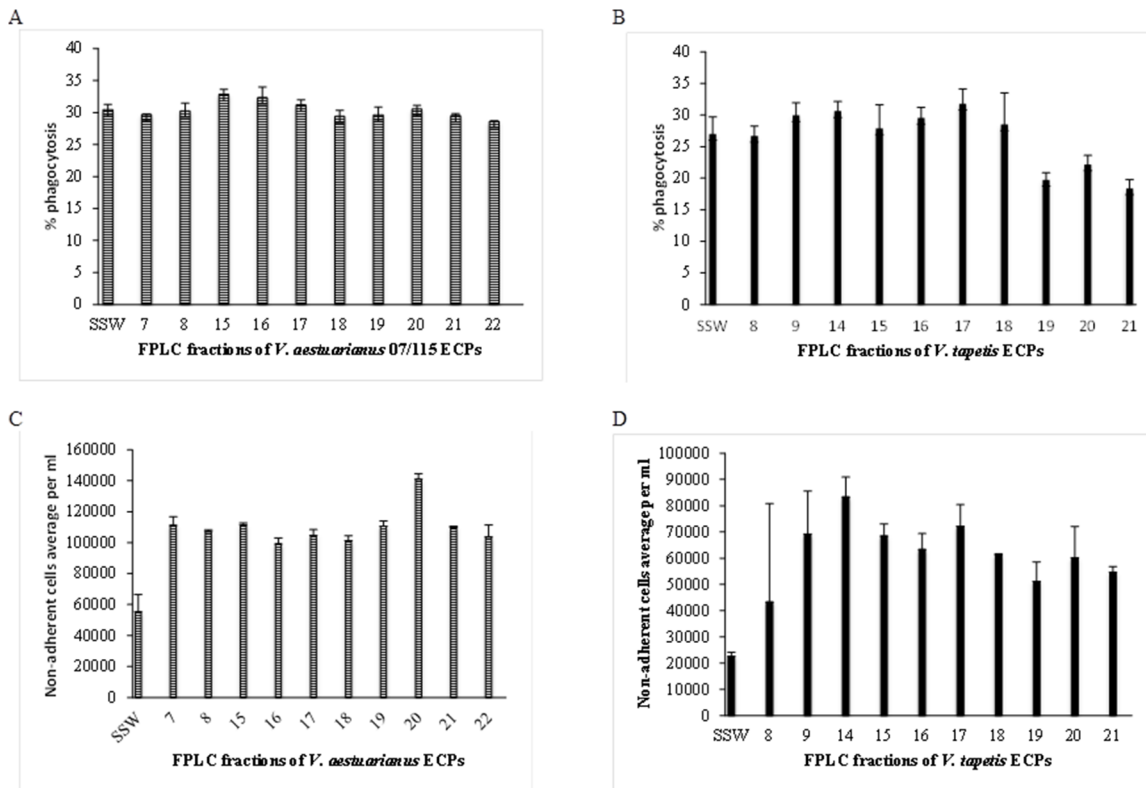 A
40
35
30
25
20
15
10
5
0
% phagocytosis
SSW 7 8 15 16 17 18 19 20 21 22
FPLC fractions of V. aestuarianus 07/115 ECPs
B
40
35
30
25
20
15
10
5
0
% phagocytosis
SSW 8 9 14 15 16 17 18 19 20 21
FPLC fractions of V. tapetis ECPs
C
160000
140000
120000
100000
80000
60000
40000
20000
0
Non-adherent cells average per ml
SSW 7 8 15 16 17 18 19 20 21 22
FPLC fractions of V. aestuarianus ECPs
D
100000
90000
80000
70000
60000
50000
40000
30000
20000
10000
0
Non-adherent cells average per ml
SSW 8 9 14 15 16 17 18 19 20 21
FPLC fractions of V. tapetis ECPs